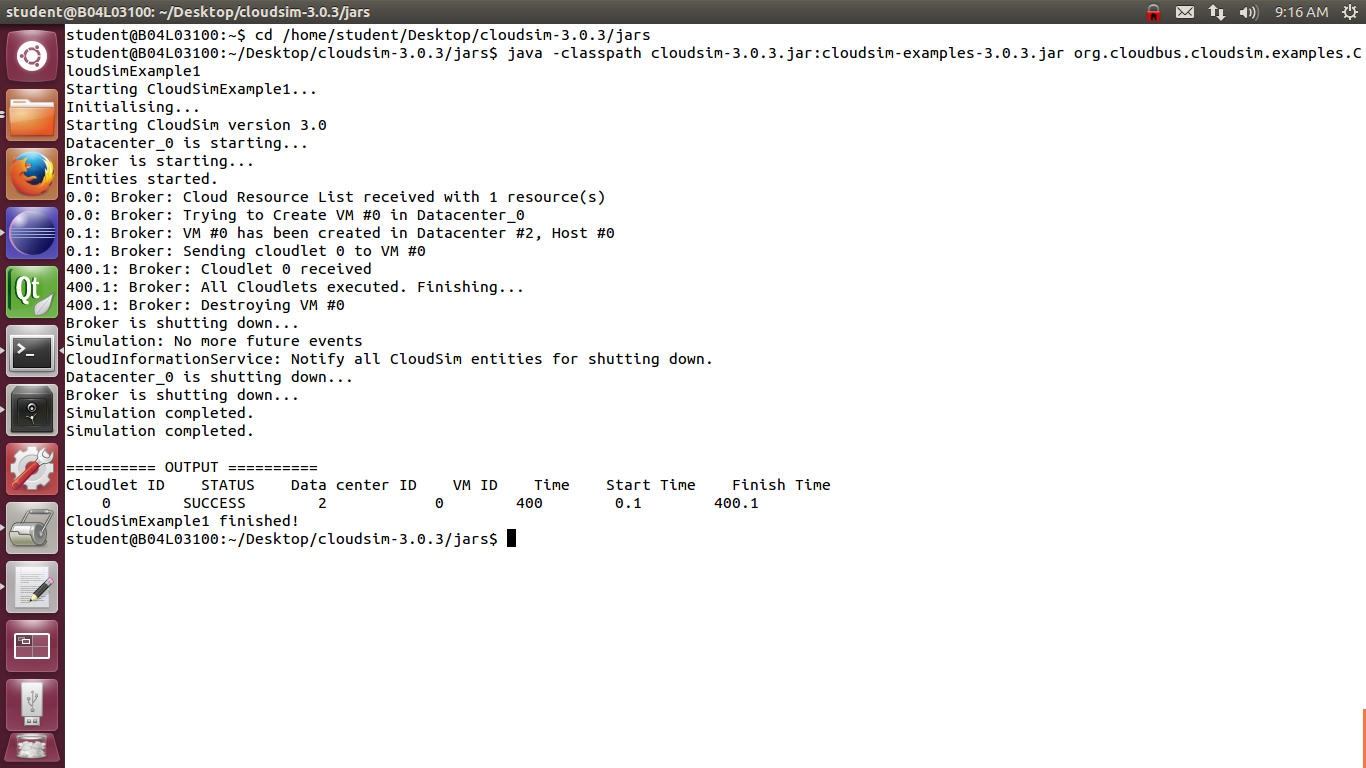 student@B04L03100: ~/Desktop/cloudsim-3.0.3/jars
9:16 AM
student@B04L03100:~$ cd /home/student/Desktop/cloudsim-3.0.3/jars
student@B04L03100:~/Desktop/cloudsim-3.0.3/jars$ java -classpath cloudsim-3.0.3.jar:cloudsim-examples-3.0.3.jar org.cloudbus.cloudsim.examples.C
loudSimExample1
Starting CloudSimExample1...
Initialising...
Starting CloudSim version 3.0
Datacenter_0 is starting...
Broker is starting...
Entities started.
0.0: Broker: Cloud Resource List received with 1 resource(s)
0.0: Broker: Trying to Create VM #0 in Datacenter_0
0.1: Broker: VM #0 has been created in Datacenter #2, Host #0
0.1: Broker: Sending cloudlet 0 to VM #0
400.1: Broker: Cloudlet 0 received
400.1: Broker: All Cloudlets executed. Finishing...
400.1: Broker: Destroying VM #0
Broker is shutting down...
Simulation: No more future events
CloudInformationService: Notify all CloudSim entities for shutting down.
Datacenter_0 is shutting down...
Broker is shutting down...
Simulation completed.
Simulation completed.
========== OUTPUT ==========
Cloudlet ID    STATUS    Data center ID    VM ID    Time    Start Time    Finish Time
    0        SUCCESS        2            0        400        0.1        400.1
CloudSimExample1 finished!
student@B04L03100:~/Desktop/cloudsim-3.0.3/jars$
Qt
>_